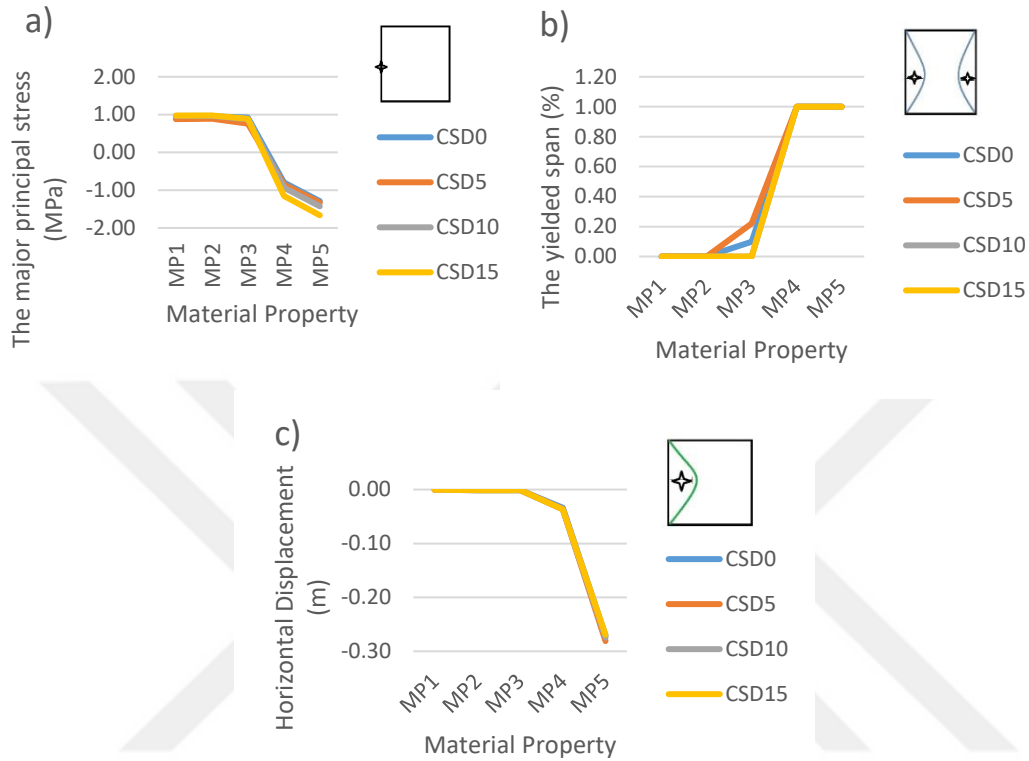 a)
The major principal stress
(MPa)
2.00
1.00
0.00
-1.00
-2.00
MP1
MP2
MP3
MP4
MP5
Material Property
CSD0
CSD5
CSD10
CSD15
b)
The yielded span (%)
1.20
1.00
0.80
0.60
0.40
0.20
0.00
MP1
MP2
MP3
MP4
MP5
Material Property
CSD0
CSD5
CSD10
CSD15
c)
Horizontal Displacement
(m)
0.00
-0.10
-0.20
-0.30
MP1
MP2
MP3
MP4
MP5
Material Property
CSD0
CSD5
CSD10
CSD15